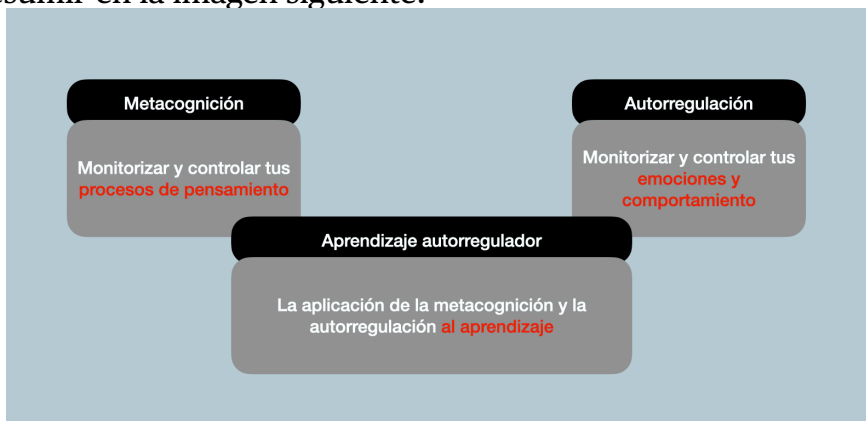 en la imagen siguiente:
Metacognición
Monitorizar y controlar tus
procesos de pensamiento
Autorregulación
Monitorizar y controlar tus
emociones y
comportamiento
Aprendizaje autorregulador
La aplicación de la metacognición y la
autorregulación al aprendizaje